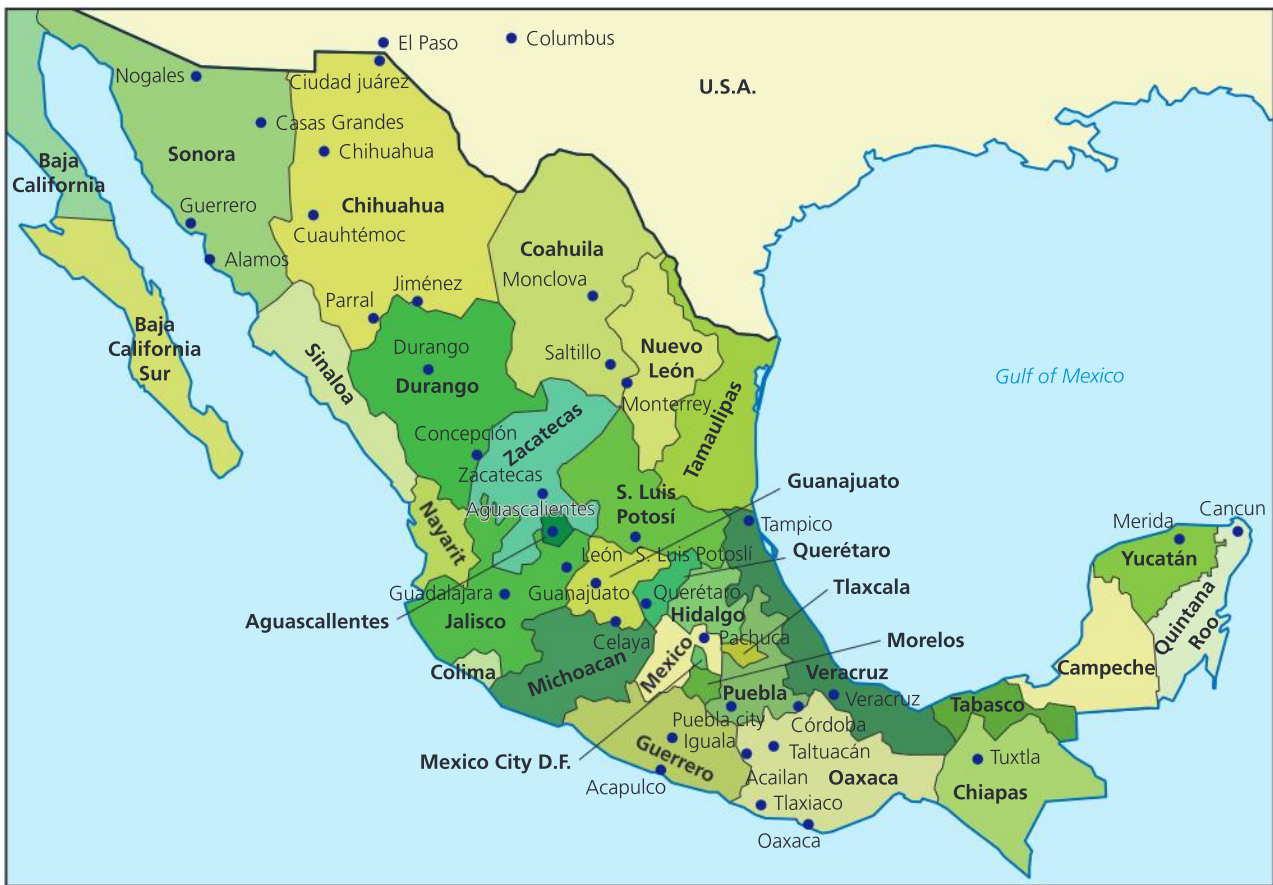 El Paso
Columbus
Nogales
Ciudad juárez
U.S.A.
Casas Grandes
Sonora
Chihuahua
Baja
California
Guerrero
Chihuahua
Cuauhtémoc
Coahuila
Alamos
Monclova
Jiménez
Parral
Baja
California
Sur
Sinaloa
Durango
Durango
Saltillo
Nuevo
León
Monterrey
Tamaulipas
Gulf of Mexico
Concepción
Zacatecas
Zacatecas
Aguascalientes
S. Luis
Potosí
Guanajuato
Nayarit
Tampico
Merida
Cancun
León
S. Luis Potoslí
Querétaro
Yucatán
Guadalajara
Guanajuato
Querétaro
Tlaxcala
Aguascallentes
Jalisco
Hidalgo
Quintana
Roo
Celaya
Pachuca
Morelos
Colima
Michoacan
Mexico
Veracruz
Campeche
Puebla
Veracruz
Tabasco
Puebla city
Córdoba
Mexico City D.F.
Guerrero
Iguala
Taltuacán
Tuxtla
Acapulco
Acailan
Oaxaca
Chiapas
Tlaxiaco
Oaxaca